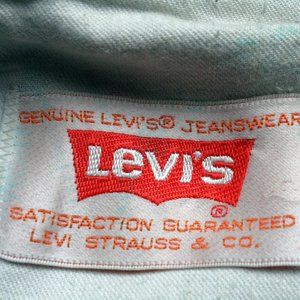 GENUINE LEVI'S® JEANSWEAR
LEVI'S
®
SATISFACTION GUARANTEED
LEVI STRAUSS & CO.